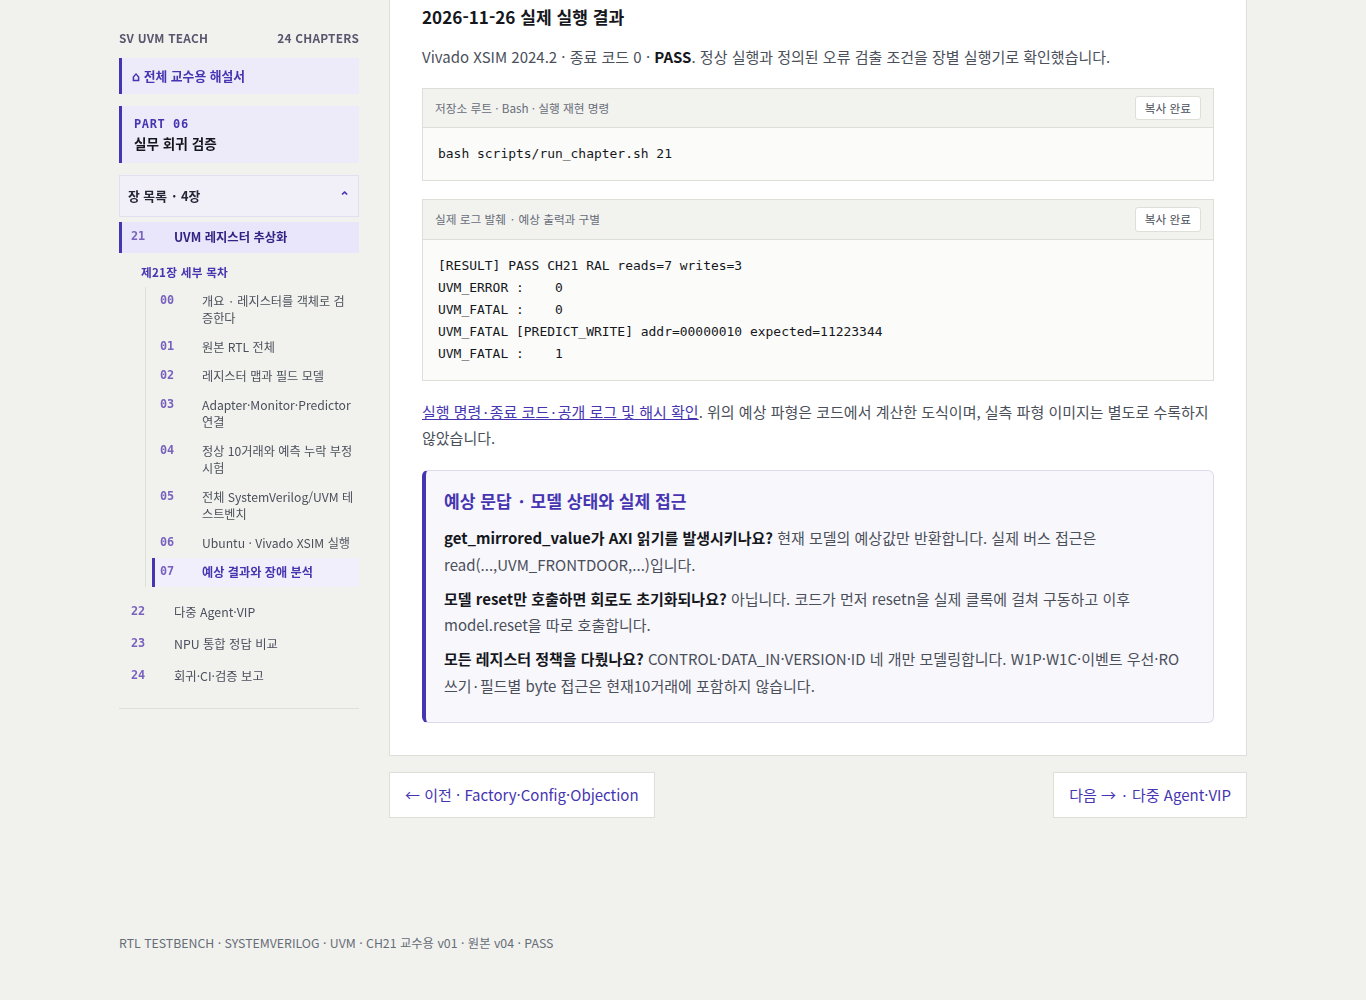 SV UVM TEACH
24 CHAPTERS
⌂ 전체 교수용 해설서
PART 06
실무 회귀 검증
장 목록 · 4장
21 UVM 레지스터 추상화
제21장 세부 목차
00 개요 · 레지스터를 객체로 검
증한다
01 원본 RTL 전체
02 레지스터 맵과 필드 모델
03 Adapter·Monitor·Predictor
연결
04 정상 10거래와 예측 누락 부정
시험
05 전체 SystemVerilog/UVM 테
스트벤치
06 Ubuntu · Vivado XSIM 실행
07 예상 결과와 장애 분석
22 다중 Agent·VIP
23 NPU 통합 정답 비교
24 회귀·CI·검증 보고
2026-11-26 실제 실행 결과
Vivado XSIM 2024.2 · 종료 코드 0 · PASS. 정상 실행과 정의된 오류 검출 조건을 장별 실행기로 확인했습니다.
저장소 루트 · Bash · 실행 재현 명령
복사 완료
bash scripts/run_chapter.sh 21
실제 로그 발췌 · 예상 출력과 구별
복사 완료
[RESULT] PASS CH21 RAL reads=7 writes=3
UVM_ERROR :    0
UVM_FATAL :    0
UVM_FATAL [PREDICT_WRITE] addr=00000010 expected=11223344
UVM_FATAL :    1
실행 명령·종료 코드·공개 로그 및 해시 확인. 위의 예상 파형은 코드에서 계산한 도식이며, 실측 파형 이미지는 별도로 수록하지
않았습니다.
예상 문답 · 모델 상태와 실제 접근
get_mirrored_value가 AXI 읽기를 발생시키나요? 현재 모델의 예상값만 반환합니다. 실제 버스 접근은
read(...,UVM_FRONTDOOR,...)입니다.
모델 reset만 호출하면 회로도 초기화되나요? 아닙니다. 코드가 먼저 resetn을 실제 클록에 걸쳐 구동하고 이후
model.reset을 따로 호출합니다.
모든 레지스터 정책을 다뤘나요? CONTROL·DATA_IN·VERSION·ID 네 개만 모델링합니다. W1P·W1C·이벤트 우선·RO
쓰기·필드별 byte 접근은 현재10거래에 포함하지 않습니다.
← 이전 · Factory·Config·Objection
다음 → · 다중 Agent·VIP
RTL TESTBENCH · SYSTEMVERILOG · UVM · CH21 교수용 v01 · 원본 v04 · PASS